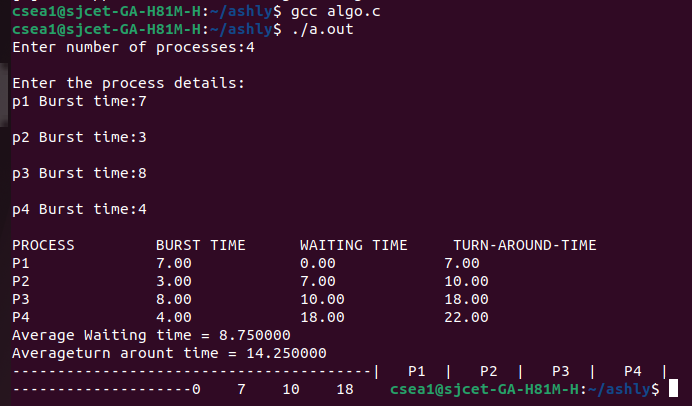 csea1@sjcet-GA-H81M-H:~/ashly$ gcc algo.c
csea1@sjcet-GA-H81M-H:~/ashly$ ./a.out
Enter number of processes:4
Enter the process details:
p1 Burst time:7
p2 Burst time:3
p3 Burst time:8
p4 Burst time:4
PROCESS BURST TIME WAITING TIME TURN-AROUND-TIME
P1 7.00 0.00 7.00
P2 3.00 7.00 10.00
P3 8.00 10.00 18.00
P4 4.00 18.00 22.00
Average Waiting time = 8.750000
Averageturn arount time = 14.250000
----------------------------------------| P1 | P2 | P3 | P4 |
--------------------0 7 10 18 csea1@sjcet-GA-H81M-H:~/ashly$